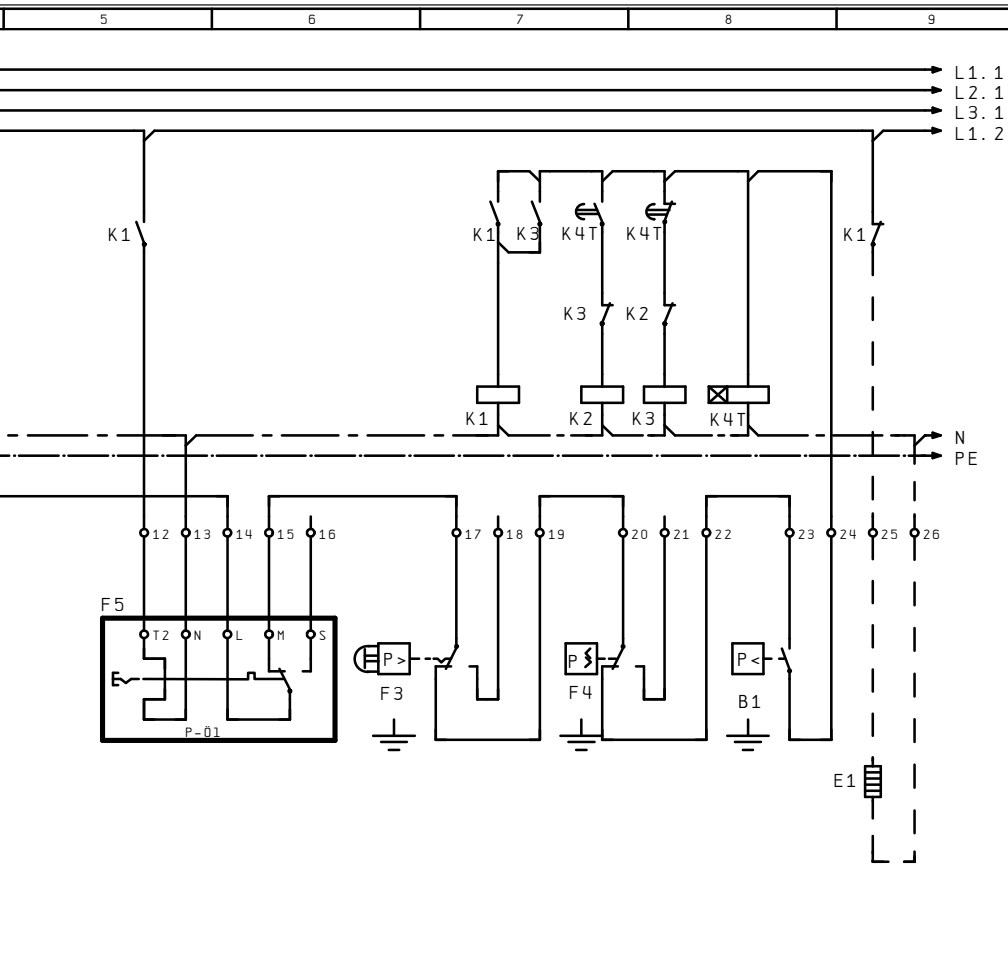 5 6 7 8 9
L1.1
L2.1
L3.1
L1.2
K1 K1 K3 K4T K4T K1
K3 K2
K1 K2 K3 K4T
N
PE
12 13 14 15 16 17 18 19 20 21 22 23 24 25 26
F5
T2 N L M S
P> P P<
F3 F4 B1
P-Öl
E1